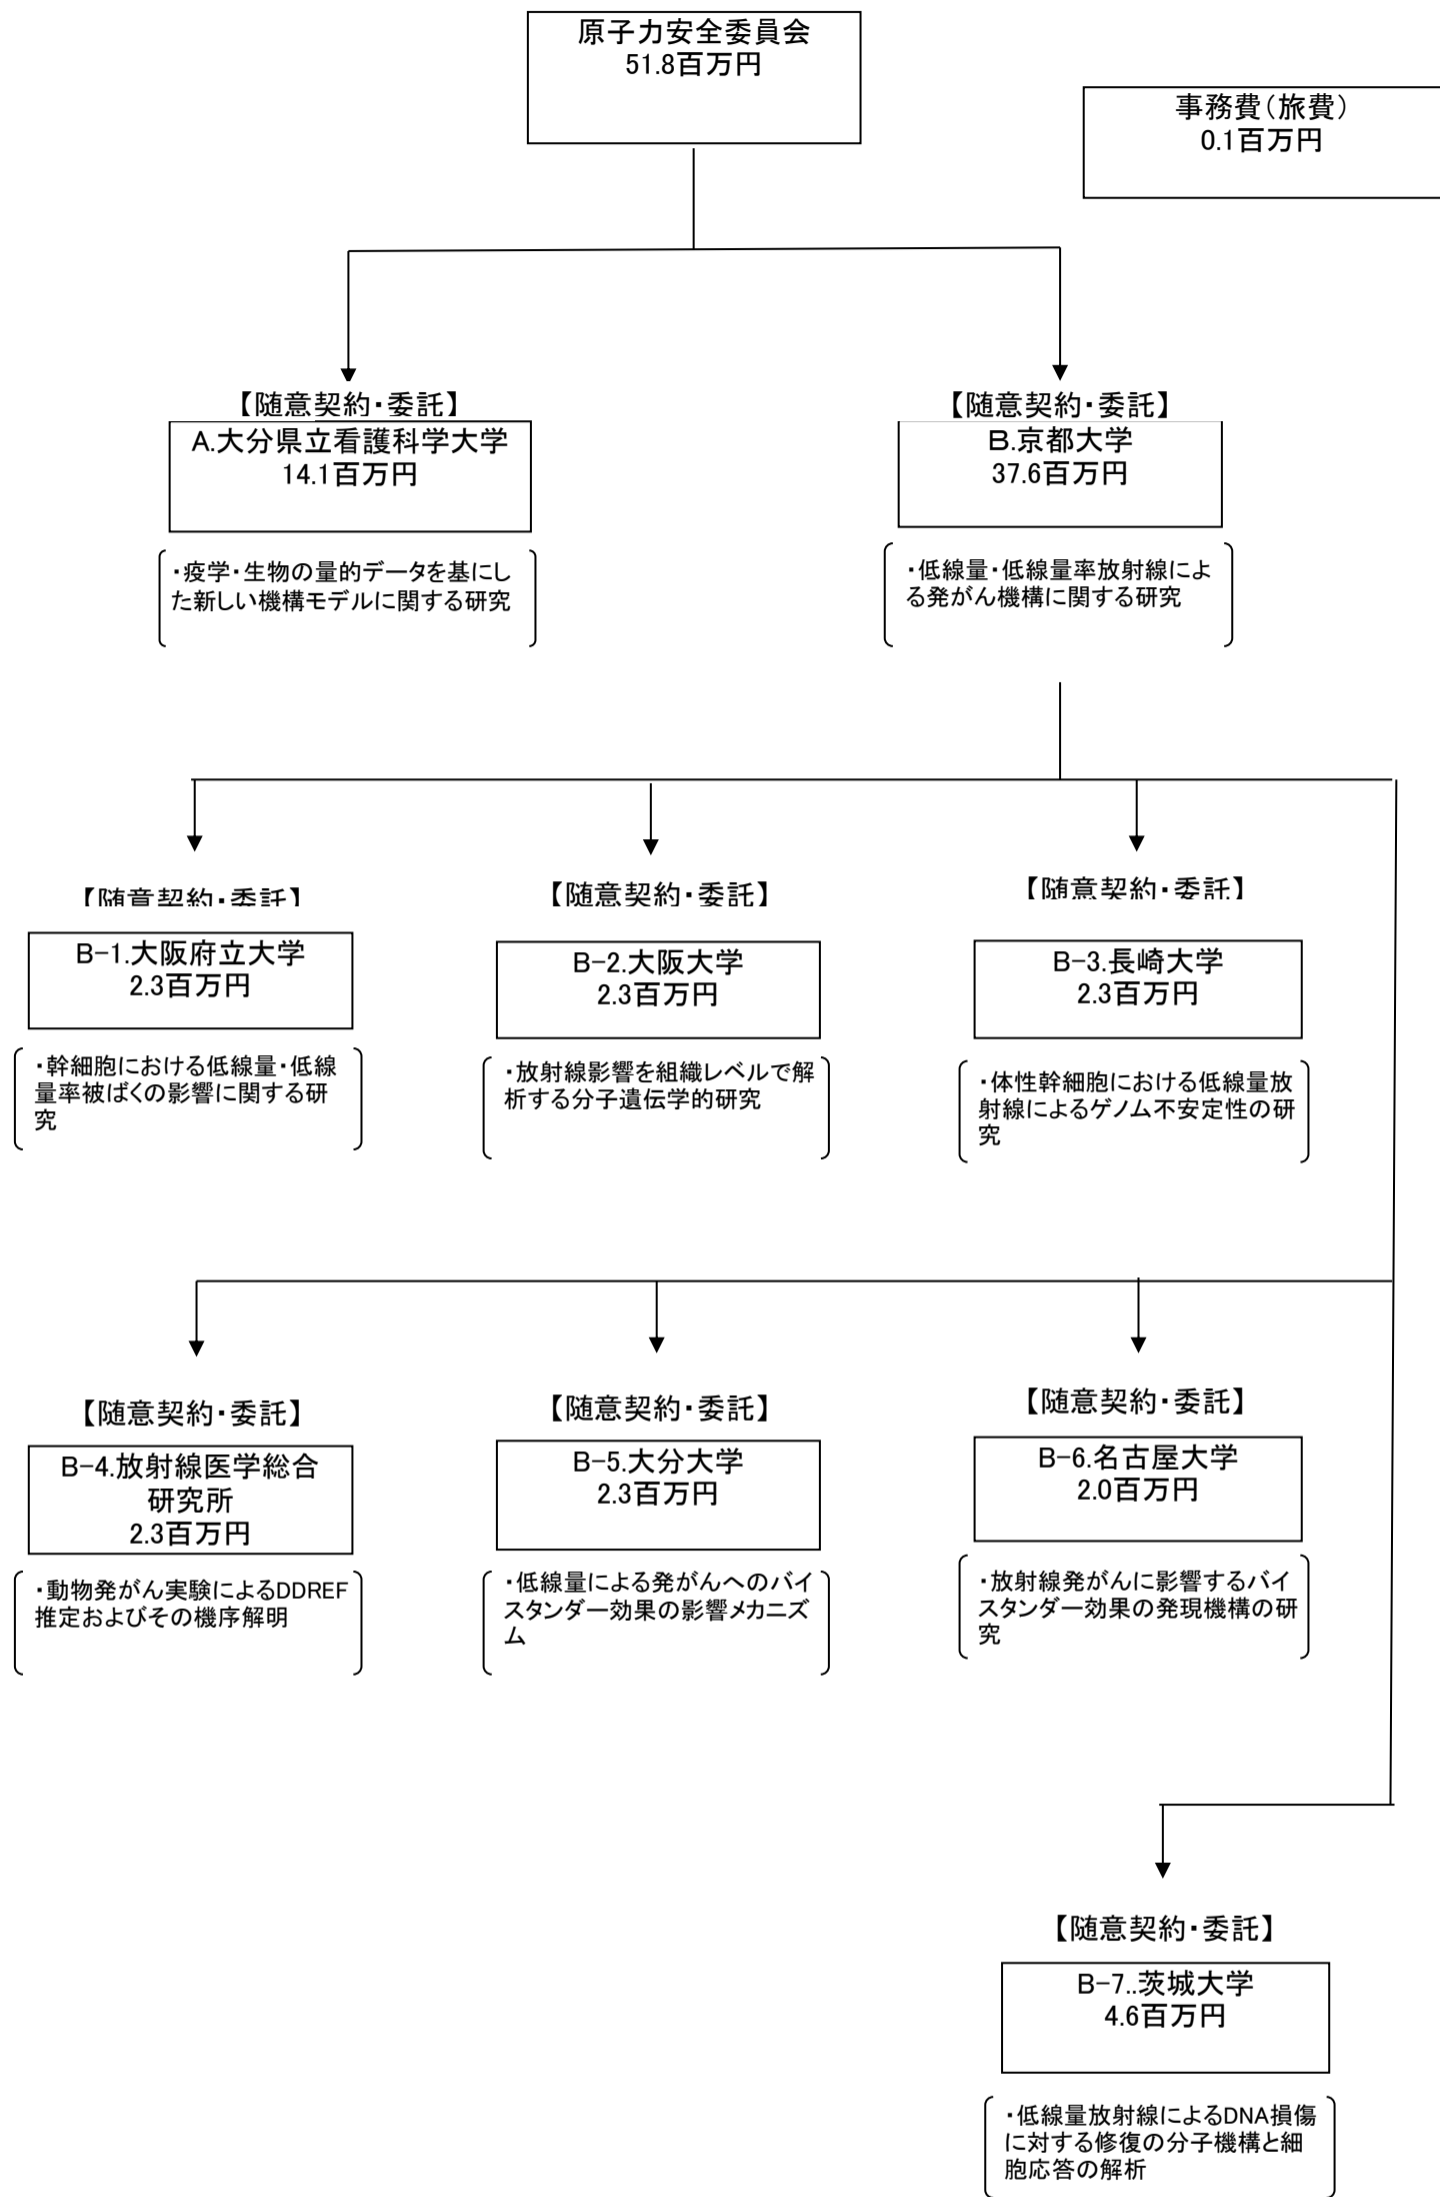 原子力安全委員会
51.8百万円
事務費(旅費)
0.1百万円
【随意契約・委託】
A.大分県立看護科学大学
14.1百万円
・疫学・生物の量的データを基にし
た新しい機構モデルに関する研究
【随意契約・委託】
B.京都大学
37.6百万円
・低線量・低線量率放射線によ
る発がん機構に関する研究
【随意契約・委託】
B-1.大阪府立大学
2.3百万円
・幹細胞における低線量・低線
量率被ばくの影響に関する研
究
【随意契約・委託】
B-2.大阪大学
2.3百万円
・放射線影響を組織レベルで解
析する分子遺伝学的研究
【随意契約・委託】
B-3.長崎大学
2.3百万円
・体性幹細胞における低線量放
射線によるゲノム不安定性の研
究
【随意契約・委託】
B-4.放射線医学総合
研究所
2.3百万円
・動物発がん実験によるDDREF
推定およびその機序解明
【随意契約・委託】
B-5.大分大学
2.3百万円
・低線量による発がんへのバイ
スタンダー効果の影響メカニズ
ム
【随意契約・委託】
B-6.名古屋大学
2.0百万円
・放射線発がんに影響するバイ
スタンダー効果の発現機構の研
究
【随意契約・委託】
B-7..茨城大学
4.6百万円
・低線量放射線によるDNA損傷
に対する修復の分子機構と細
胞応答の解析